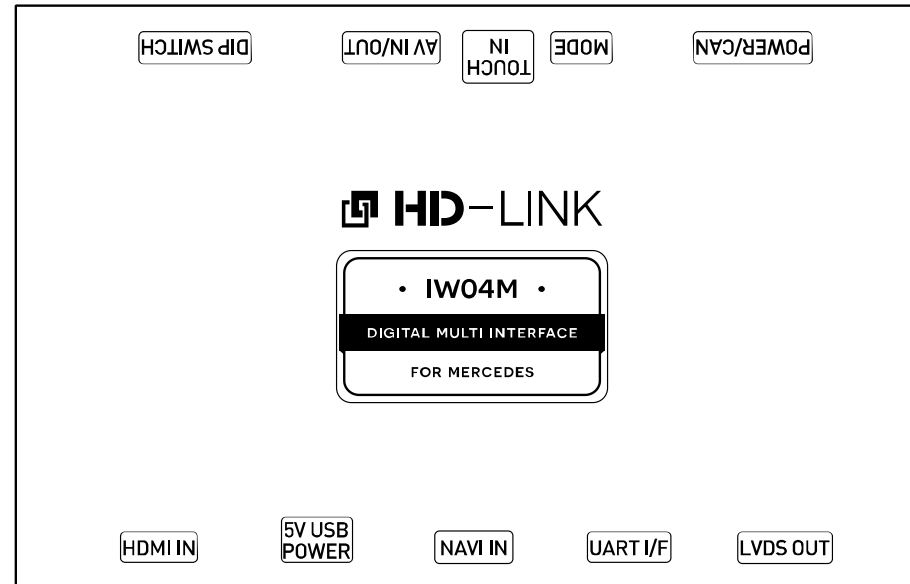 DIP SWITCH
AV IN/OUT
TOUCH
IN
MODE
POWER/CAN
HD-LINK
• IW04M •
DIGITAL MULTI INTERFACE
FOR MERCEDES
HDMI IN
5V USB
POWER
NAVI IN
UART I/F
LVDS OUT